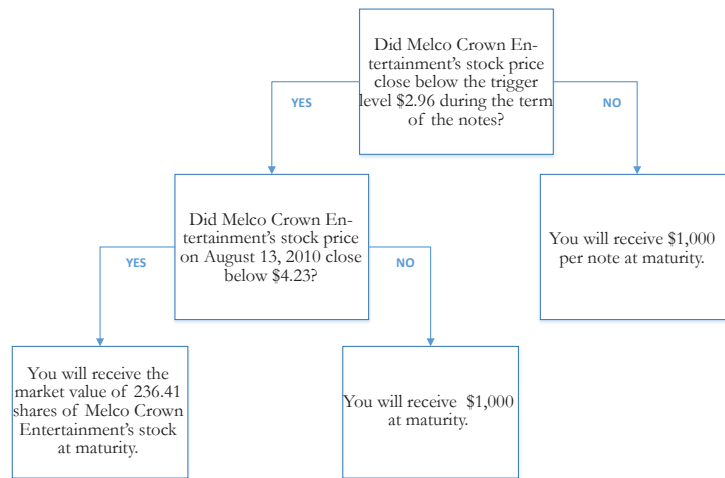 Did Melco Crown En-
tertainment's stock price
close below the trigger
level $2.96 during the term
of the notes?
YES
NO
Did Melco Crown En-
tertainment's stock price
on August 13, 2010 close
below $4.23?
You will receive $1,000
per note at maturity.
YES
NO
You will receive the
market value of 236.41
shares of Melco Crown
Entertainment's stock
at maturity.
You will receive $1,000
at maturity.